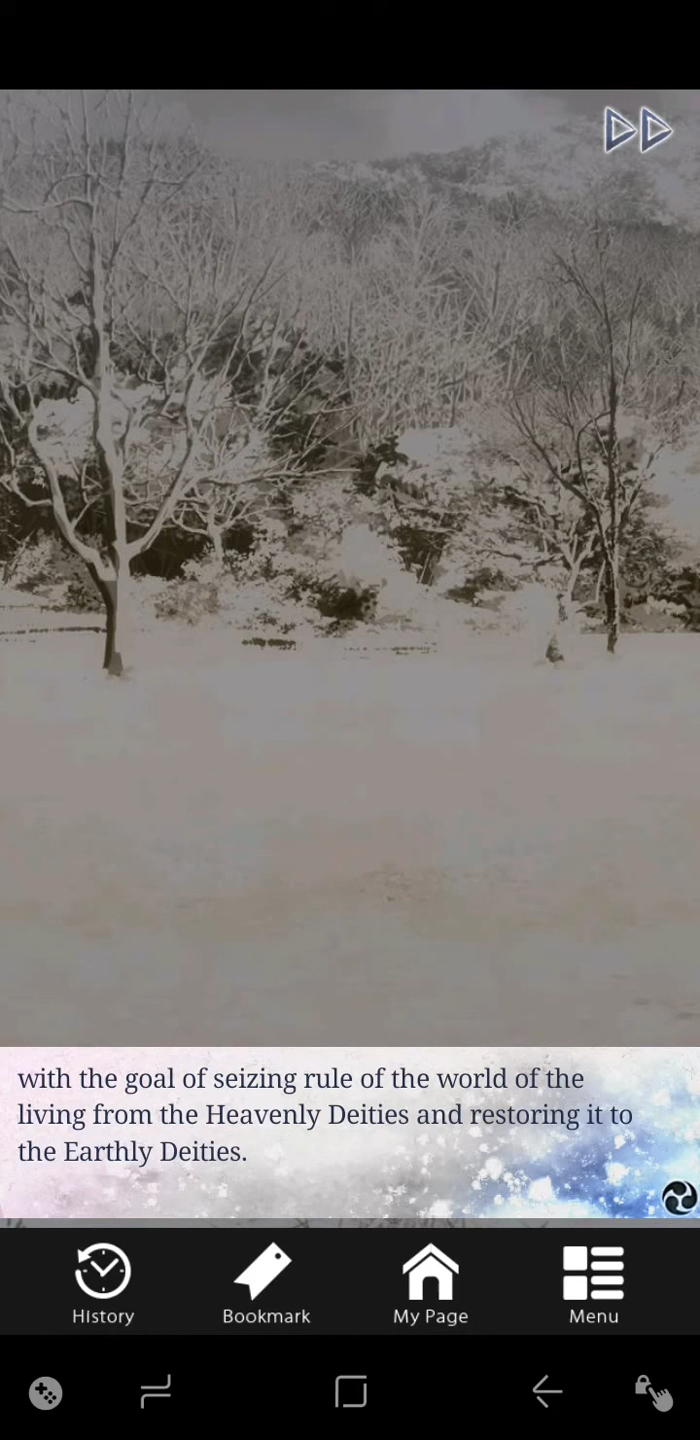 with the goal of seizing rule of the world of the
living from the Heavenly Deities and restoring it to
the Earthly Deities.
History
Bookmark
My Page
Menu